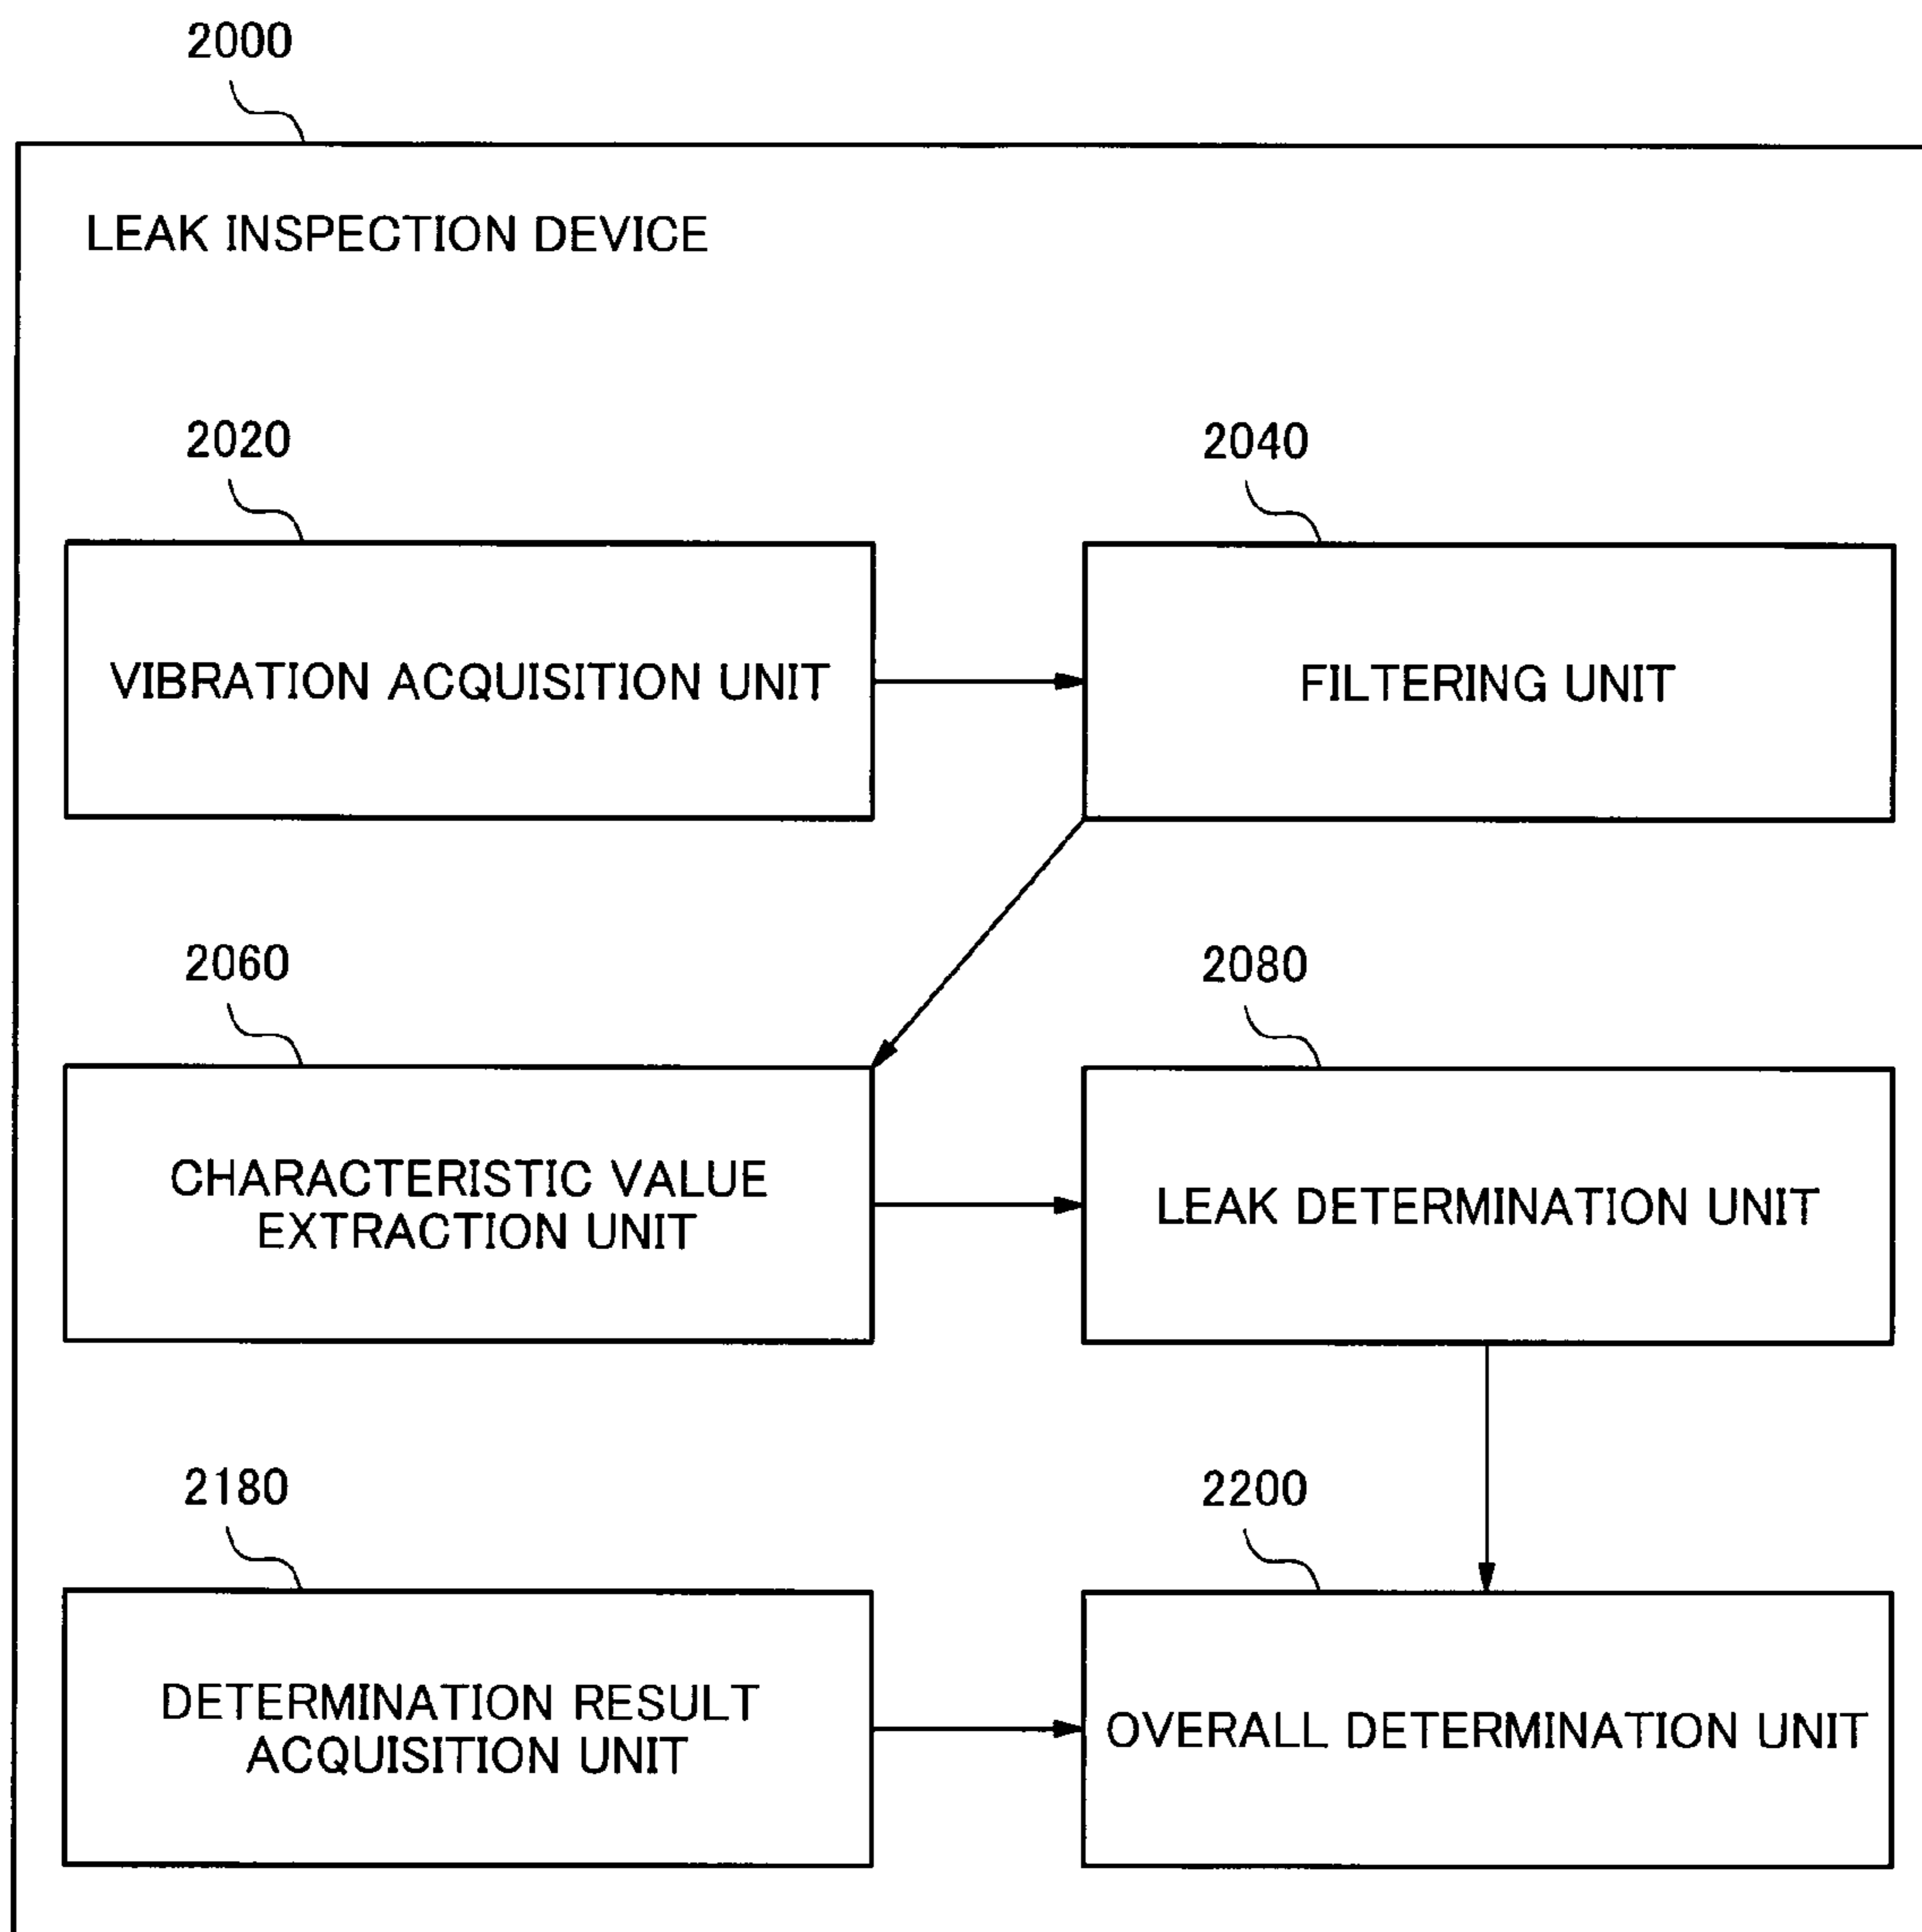 2000
LEAK INSPECTION DEVICE
2020
2040
VIBRATION ACQUISITION UNIT
FILTERING UNIT
2060
2080
CHARACTERISTIC VALUE
EXTRACTION UNIT
LEAK DETERMINATION UNIT
2180
2200
DETERMINATION RESULT
ACQUISITION UNIT
OVERALL DETERMINATION UNIT